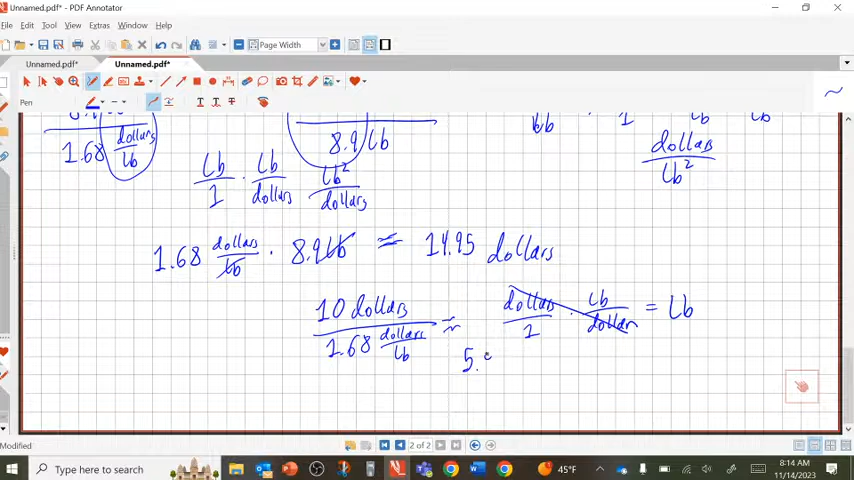 Unnamed.pdf* - PDF Annotator
File Edit Tool View Extras Window Help
Page Width
Unnamed.pdf* Unnamed.pdf*
Pen
1.68 dollars/lb
8.9 lb
lb 1 lb lb
dollars/lb²
lb/1 · lb/dollars lb²/dollars
1.68 dollars/lb · 8.9 lb ≈ 14.95 dollars
10 dollars/1.68 dollars/lb ≈ dollars/1 · lb/dollars = lb
5.
2 of 2
Modified
Type here to search
45°F
8:14 AM
11/14/2023